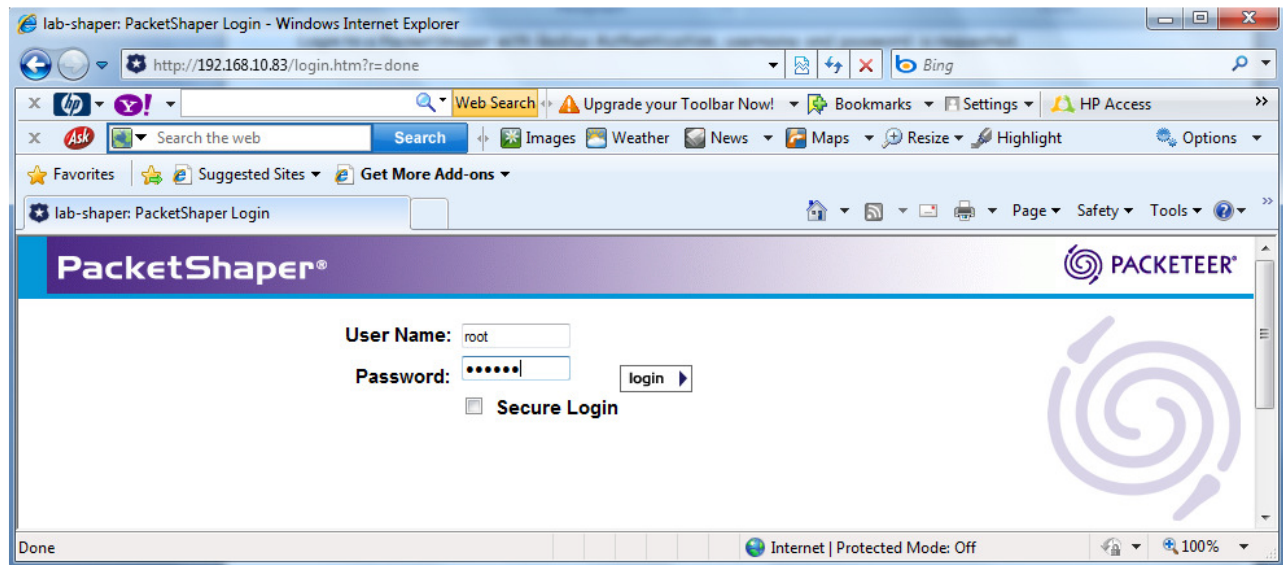 lab-shaper: PacketShaper Login - Windows Internet Explorer
http://192.168.10.83/login.htm?r=done
Bing
hp Y! Web Search Upgrade your Toolbar Now! Bookmarks Settings HP Access »
Ask Search the web Search Images Weather News Maps Resize Highlight Options
Favorites Suggested Sites Get More Add-ons
lab-shaper: PacketShaper Login
Page Safety Tools »
PacketShaper®
PACKETEER®
User Name: root
Password: ••••••
login
Secure Login
Done
Internet | Protected Mode: Off
100%